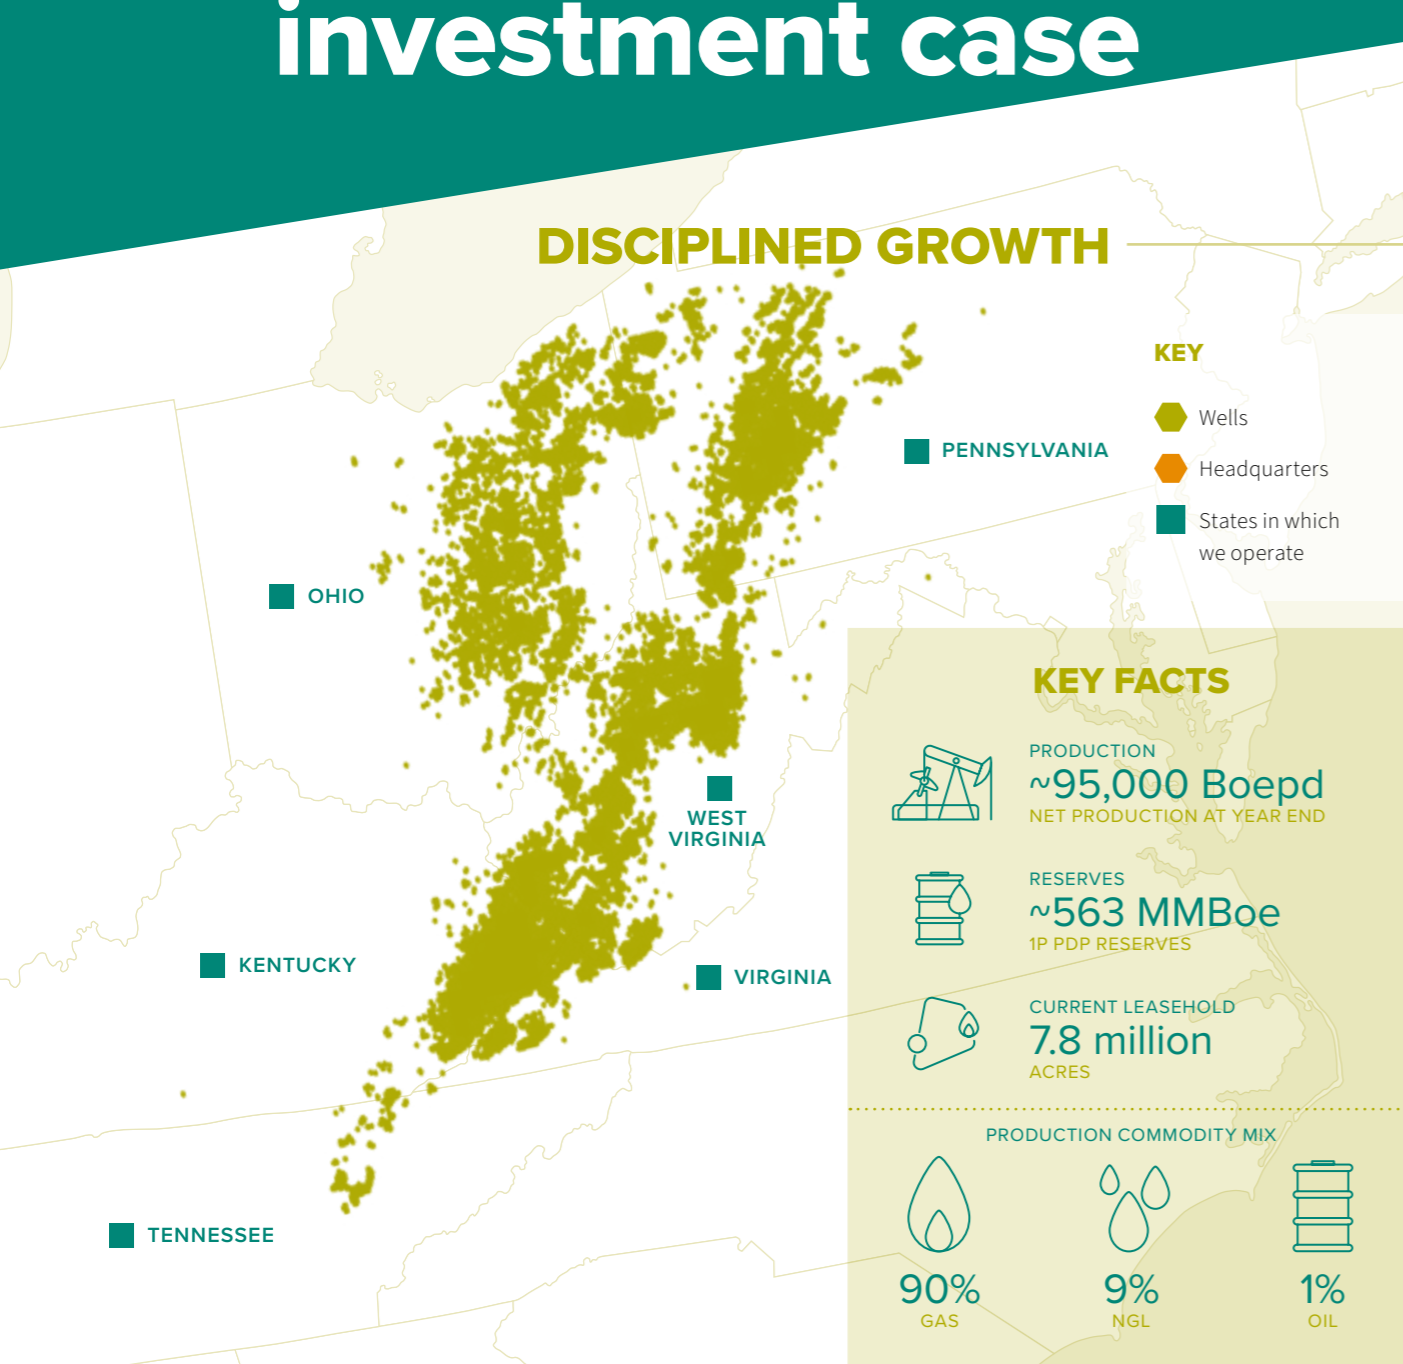 investment case
DISCIPLINED GROWTH
KEY
Wells
Headquarters
States in which
we operate
PENNSYLVANIA
OHIO
WEST
VIRGINIA
KENTUCKY
VIRGINIA
TENNESSEE
KEY FACTS
PRODUCTION
~95,000 Boepd
NET PRODUCTION AT YEAR END
RESERVES
~563 MMBoe
1P PDP RESERVES
CURRENT LEASEHOLD
7.8 million
ACRES
PRODUCTION COMMODITY MIX
90%
GAS
9%
NGL
1%
OIL